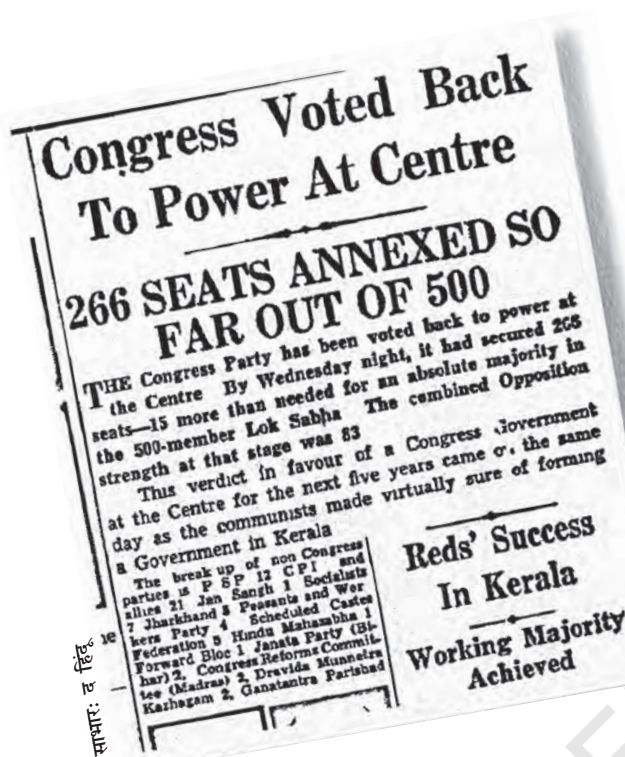 Congress Voted Back
To Power At Centre
266 SEATS ANNEXED SO
FAR OUT OF 500
THE Congress Party has been voted back to power at
the Centre By Wednesday night, it had secured 266
seats—15 more than needed for an absolute majority in
the 500-member Lok Sabha The combined Opposition
strength at that stage was 83
This verdict in favour of a Congress Government
at the Centre for the next five years came the same
day as the communists made virtually sure of forming
a Government in Kerala
The break up of non Congress
parties is P S P 12 C P I and
allies 21 Jan Sangh 1 Socialists
7 Jharkhand 5 Peasants and Wor
kers Party 4 Scheduled Castes
Federation 5 Hindu Mahasabha 1
Forward Bloc 1 Janata Party (Bi-
har) 2, Congress Reforms Commit-
tee (Madras) 2, Dravida Munnetra
Kazhagam 2, Ganatantra Parishad
Reds' Success
In Kerala
Working Majority
Achieved
साभार: द हिंदू